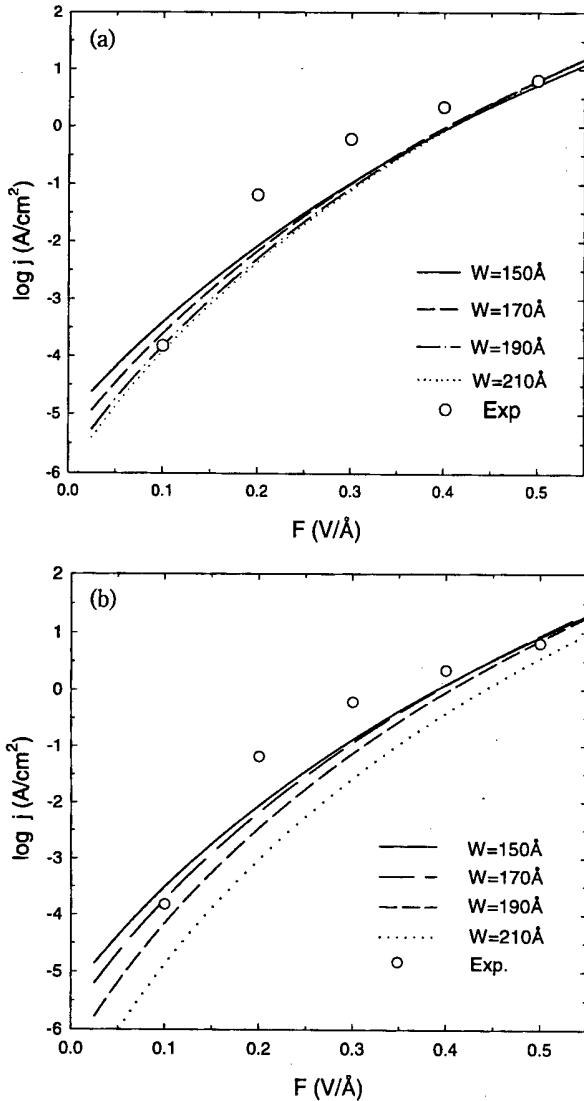 (a)
2
1
0
-1
-2
-3
-4
-5
-6
log j (A/cm²)
W=150Å
W=170Å
W=190Å
W=210Å
Exp
0.0 0.1 0.2 0.3 0.4 0.5
F (V/Å)
(b)
2
1
0
-1
-2
-3
-4
-5
-6
log j (A/cm²)
W=150Å
W=170Å
W=190Å
W=210Å
Exp.
0.0 0.1 0.2 0.3 0.4 0.5
F (V/Å)